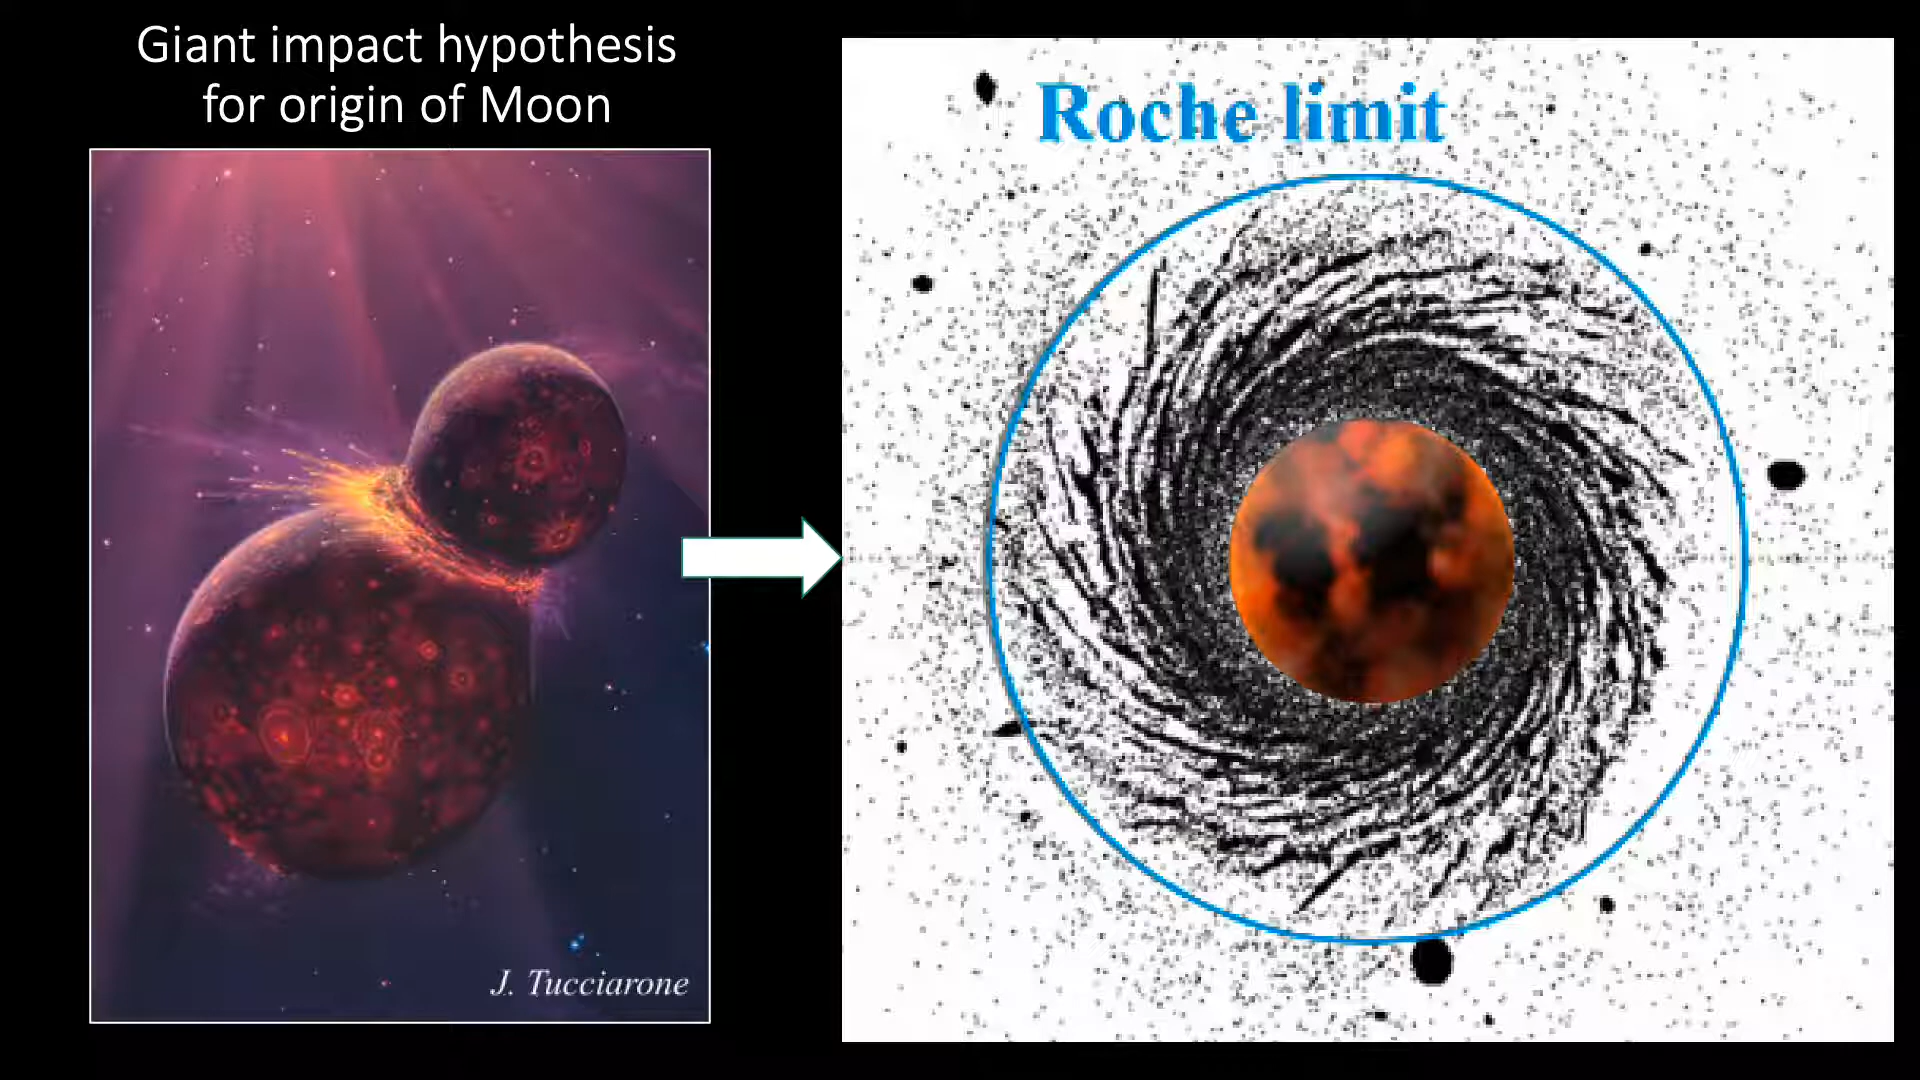 Giant impact hypothesis
for origin of Moon
Roche limit
J. Tucciarone